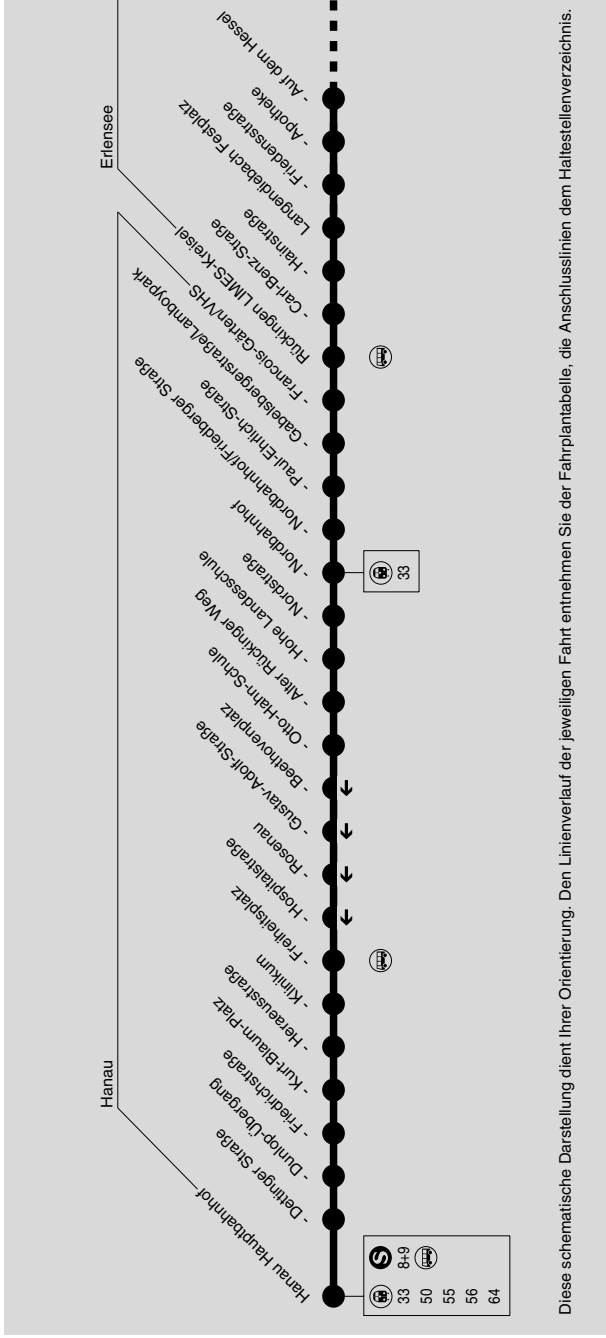 Hanau
Erlensee
Hanau Hauptbahnhof
- Dettinger Straße
- Dunlop-Übergang
- Friedrichstraße
- Kurt-Blaum-Platz
- Heraeusstraße
- Klinikum
- Freiheitsplatz
- Hospitalstraße
- Rosenau
- Gustav-Adolf-Straße
- Beethovenplatz
- Otto-Hahn-Schule
- Alter Rückinger Weg
- Hohe Landesschule
- Nordstraße
- Nordbahnhof
- Nordbahnhof/Friedberger Straße
- Paul-Ehrlich-Straße
- Gabelsbergerstraße/Lamboypark
- Francois-Gärten/VHS
Rückingen LIMES-Kreisel
- Carl-Benz-Straße
- Hainstraße
Langendiebach Festplatz
- Friedensstraße
- Apotheke
- Auf dem Hessel
S
33 8+9
50
55
56
64
33
Diese schematische Darstellung dient Ihrer Orientierung. Den Linienverlauf der jeweiligen Fahrt entnehmen Sie der Fahrplantabelle, die Anschlusslinien dem Haltestellenverzeichnis.